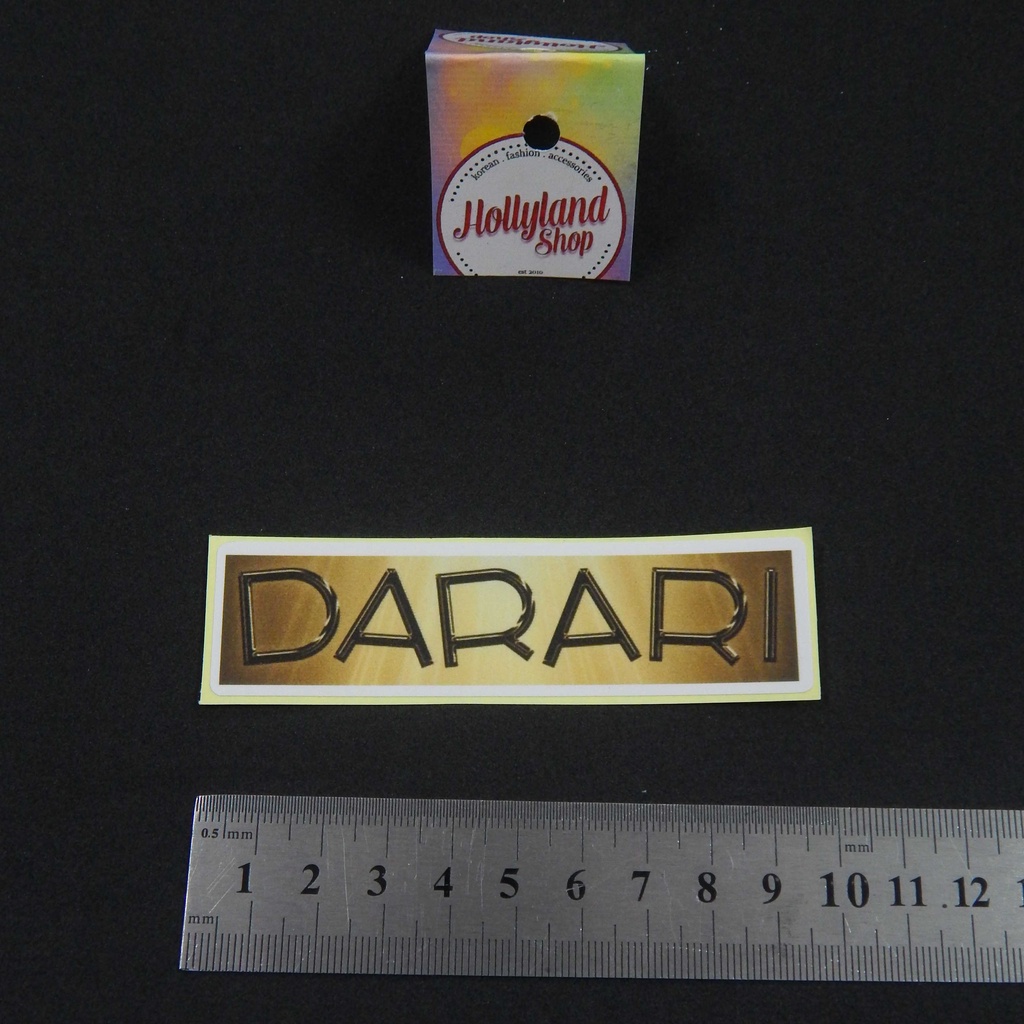 korean . fashion . accessories
Hollyland
Shop
est 2010
DARARI
0.5 mm
mm
1 2 3 4 5 6 7 8 9 10 11 12
mm